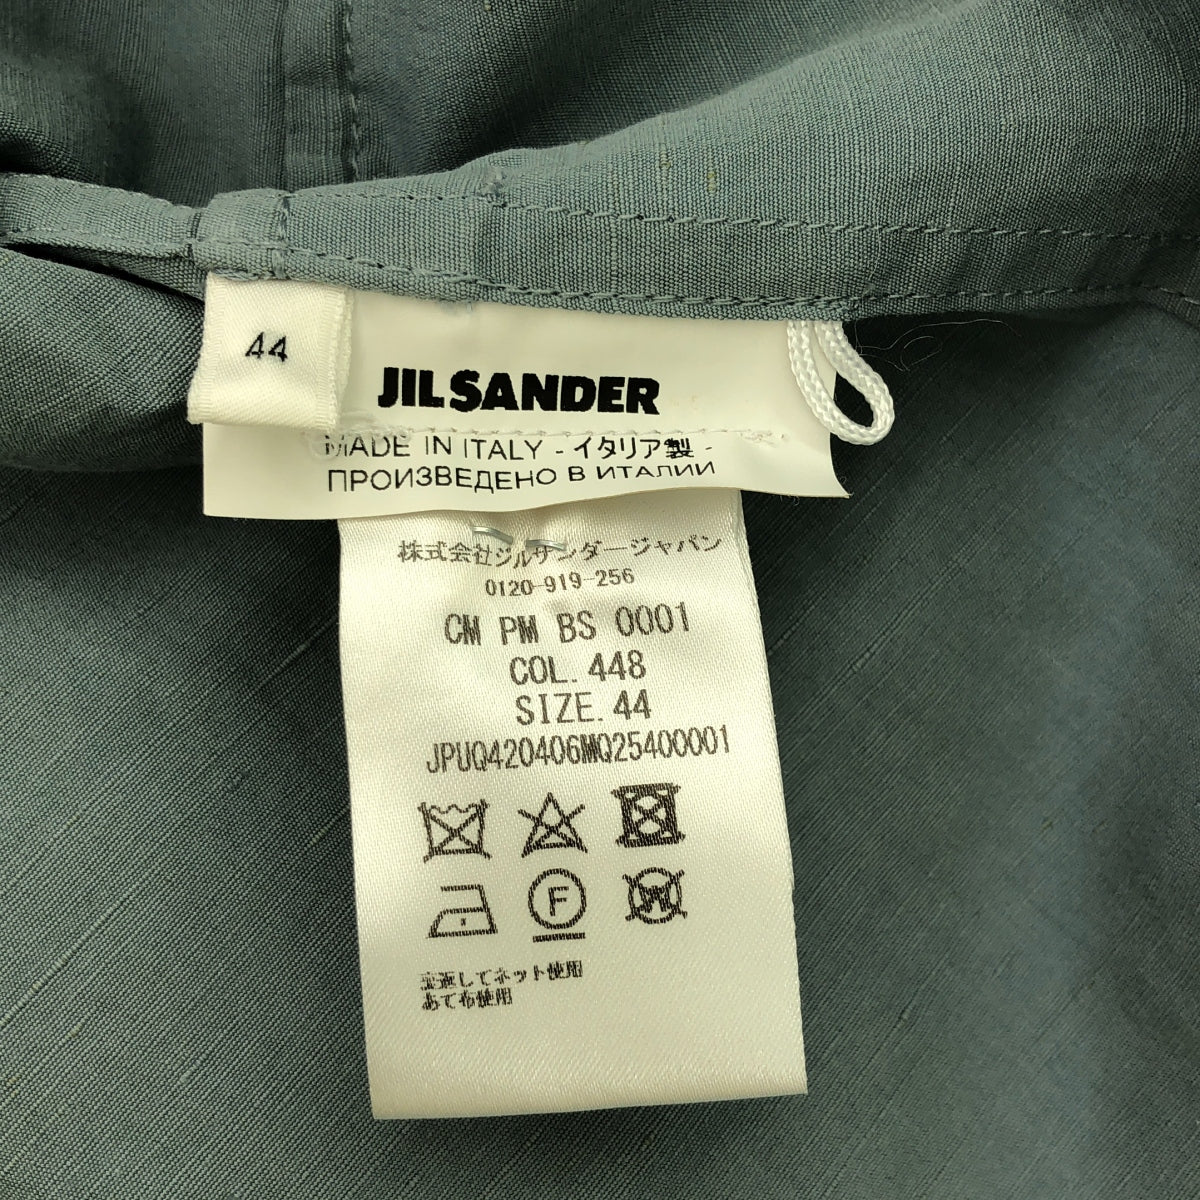 44
JIL SANDER
MADE IN ITALY - イタリア製 -
ПРОИЗВЕДЕНО В ИТАЛИИ
株式会社ジルサンダージャパン
0120-919-256
CM PM BS 0001
COL. 448
SIZE. 44
JPUQ420406MQ25400001
F
W
裏返してネット使用
あて布使用